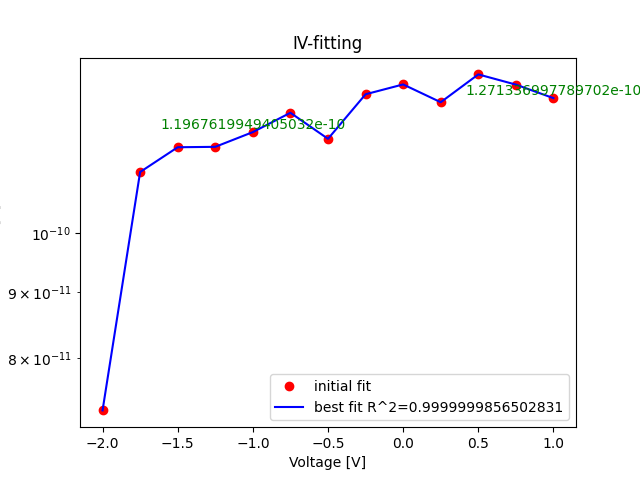 IV-fitting
1.271336997789702e-10
1.1967619949405032e-10
10⁻¹⁰
9 × 10⁻¹¹
8 × 10⁻¹¹
initial fit
best fit R^2=0.9999999856502831
−2.0 −1.5 −1.0 −0.5 0.0 0.5 1.0
Voltage [V]